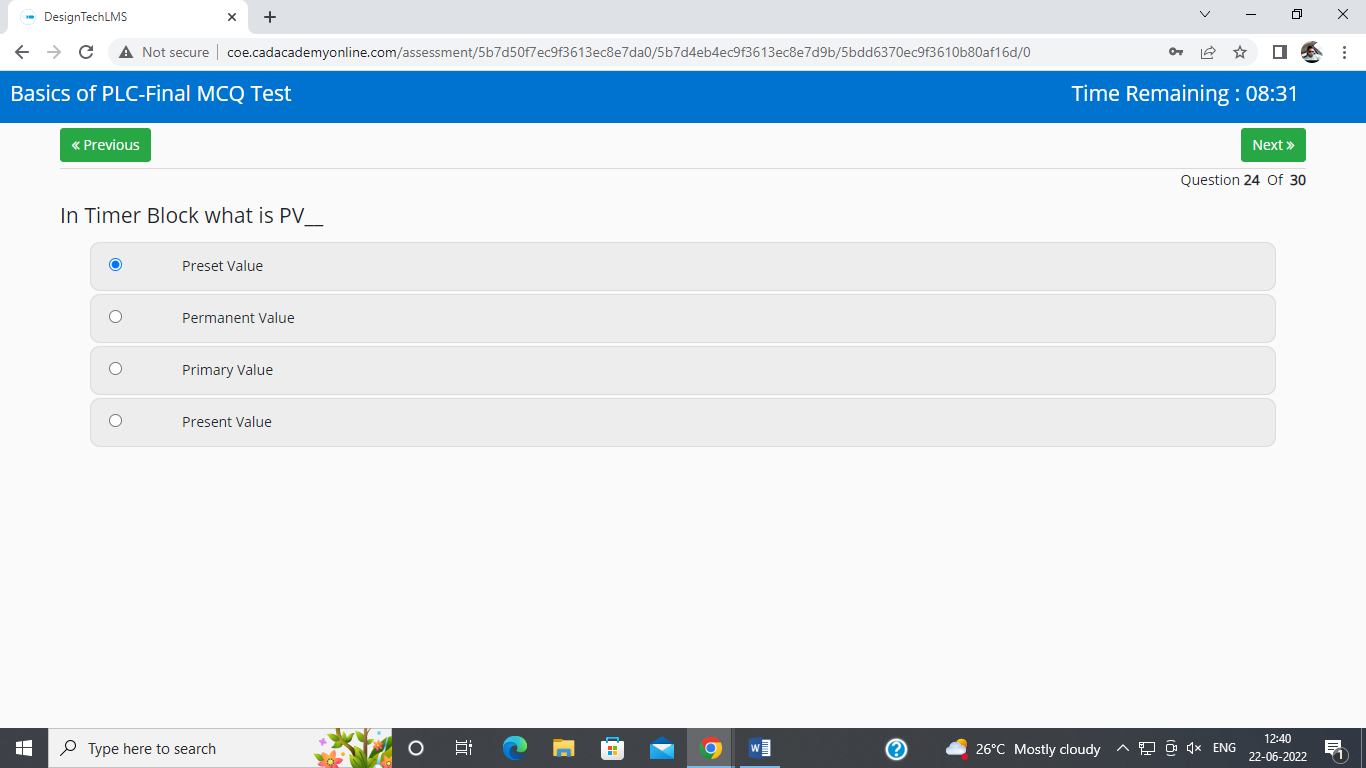 DesignTechLMS
Not secure coe.cadacademyonline.com/assessment/5b7d50f7ec9f3613ec8e7da0/5b7d4eb4ec9f3613ec8e7d9b/5bdd6370ec9f3610b80af16d/0
Basics of PLC-Final MCQ Test Time Remaining : 08:31
« Previous Next »
Question 24 Of 30
In Timer Block what is PV__
Preset Value
Permanent Value
Primary Value
Present Value
Type here to search 26°C Mostly cloudy ENG 12:40
22-06-2022 1